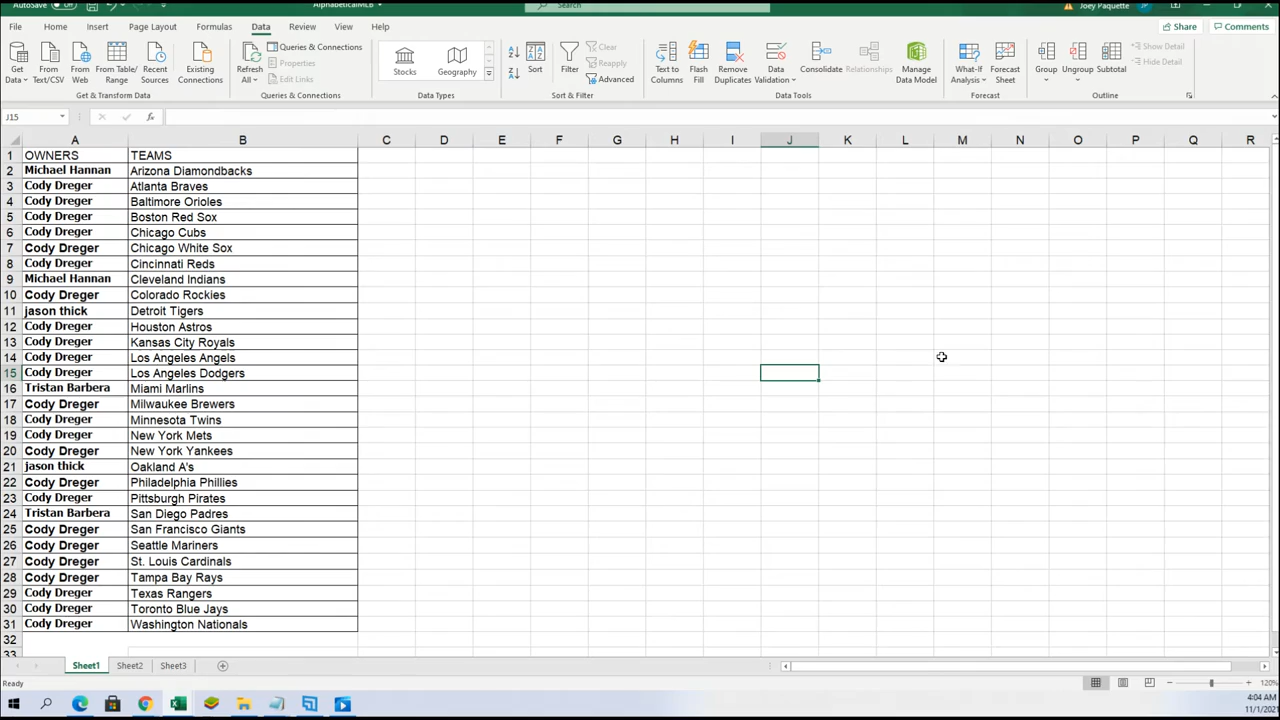 AutoSave
AlphabeticalMLB
Search
Joey Paquette
File Home Insert Page Layout Formulas Data Review View Help
Share Comments
Get Data From Text/CSV From Web From Table/Range Recent Sources Existing Connections
Get & Transform Data
Refresh All Queries & Connections Properties Edit Links
Queries & Connections
Stocks Geography
Data Types
Sort Filter Clear Reapply Advanced
Sort & Filter
Text to Columns Flash Fill Remove Duplicates Data Validation Consolidate Relationships Manage Data Model
Data Tools
What-If Analysis Forecast Sheet
Forecast
Group Ungroup Subtotal Show Detail Hide Detail
Outline
J15 fx
A B C D E F G H I J K L M N O P Q R
1 OWNERS TEAMS
2 Michael Hannan Arizona Diamondbacks
3 Cody Dreger Atlanta Braves
4 Cody Dreger Baltimore Orioles
5 Cody Dreger Boston Red Sox
6 Cody Dreger Chicago Cubs
7 Cody Dreger Chicago White Sox
8 Cody Dreger Cincinnati Reds
9 Michael Hannan Cleveland Indians
10 Cody Dreger Colorado Rockies
11 jason thick Detroit Tigers
12 Cody Dreger Houston Astros
13 Cody Dreger Kansas City Royals
14 Cody Dreger Los Angeles Angels
15 Cody Dreger Los Angeles Dodgers
16 Tristan Barbera Miami Marlins
17 Cody Dreger Milwaukee Brewers
18 Cody Dreger Minnesota Twins
19 Cody Dreger New York Mets
20 Cody Dreger New York Yankees
21 jason thick Oakland A's
22 Cody Dreger Philadelphia Phillies
23 Cody Dreger Pittsburgh Pirates
24 Tristan Barbera San Diego Padres
25 Cody Dreger San Francisco Giants
26 Cody Dreger Seattle Mariners
27 Cody Dreger St. Louis Cardinals
28 Cody Dreger Tampa Bay Rays
29 Cody Dreger Texas Rangers
30 Cody Dreger Toronto Blue Jays
31 Cody Dreger Washington Nationals
32
33
Sheet1 Sheet2 Sheet3
Ready
120%
4:04 AM
11/1/2021